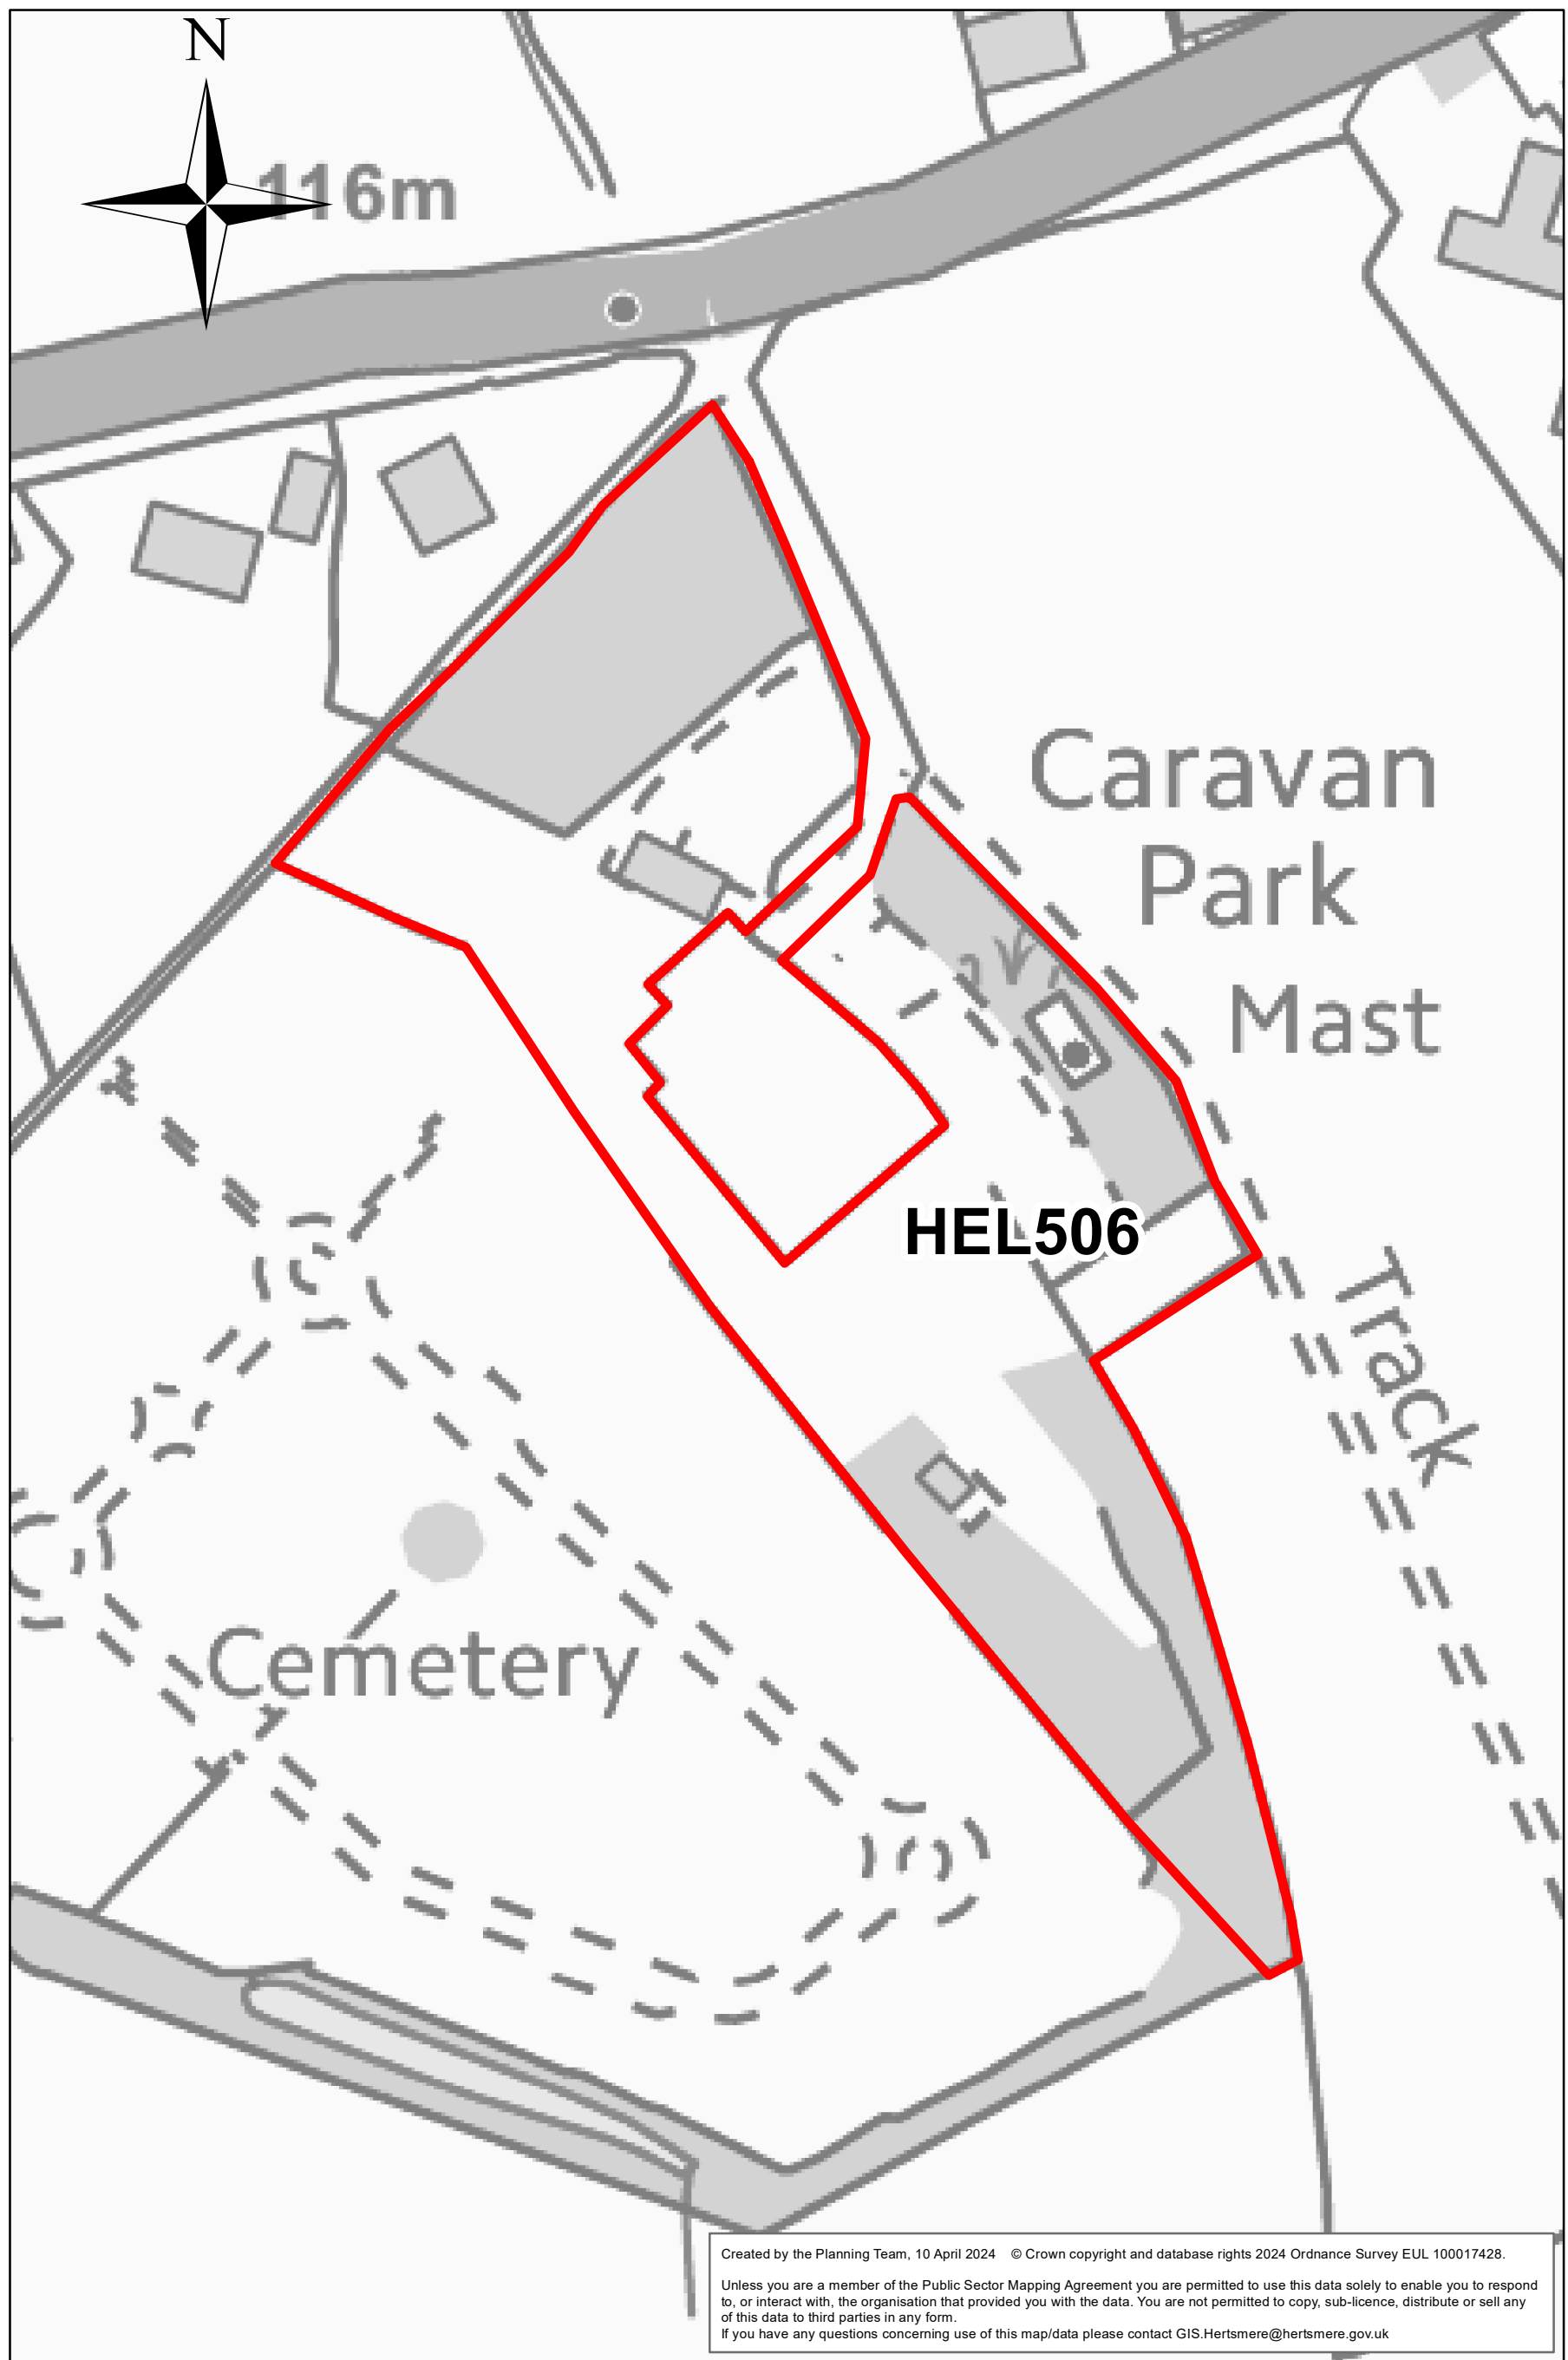 N
116m
Caravan
Park
Mast
HEL506
Track
Cemetery
Created by the Planning Team, 10 April 2024 © Crown copyright and database rights 2024 Ordnance Survey EUL 100017428.
Unless you are a member of the Public Sector Mapping Agreement you are permitted to use this data solely to enable you to respond
to, or interact with, the organisation that provided you with the data. You are not permitted to copy, sub-licence, distribute or sell any
of this data to third parties in any form.
If you have any questions concerning use of this map/data please contact GIS.Hertsmere@hertsmere.gov.uk